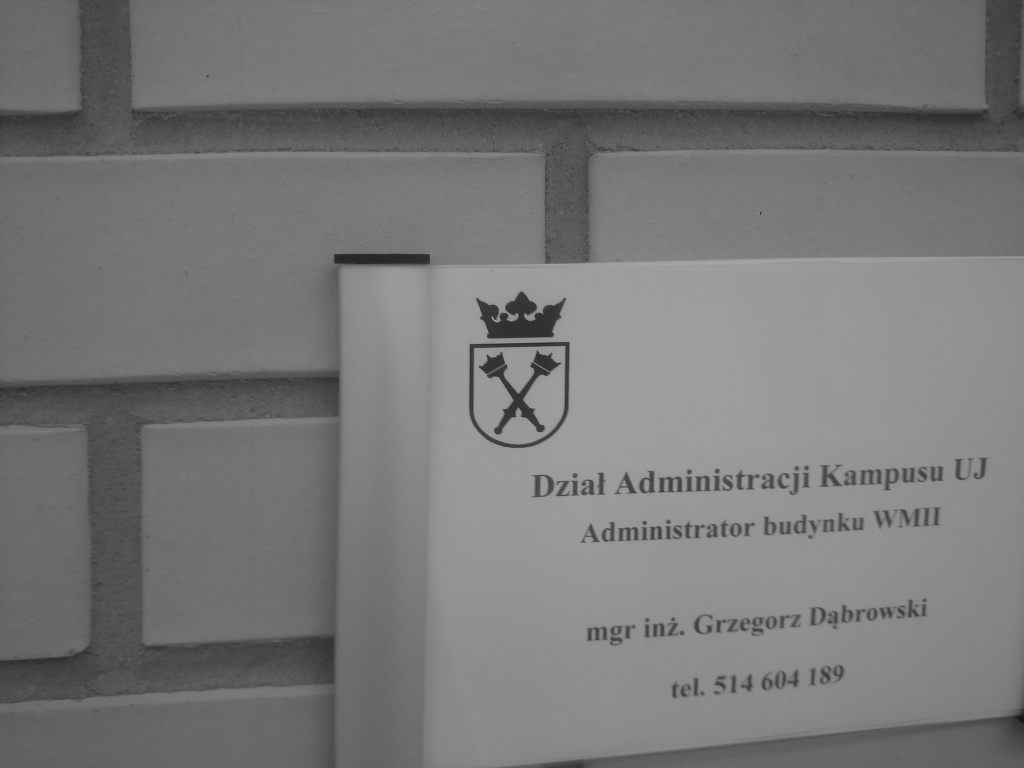 Dział Administracji Kampusu UJ
Administrator budynku WMII
mgr inż. Grzegorz Dąbrowski
tel. 514 604 189